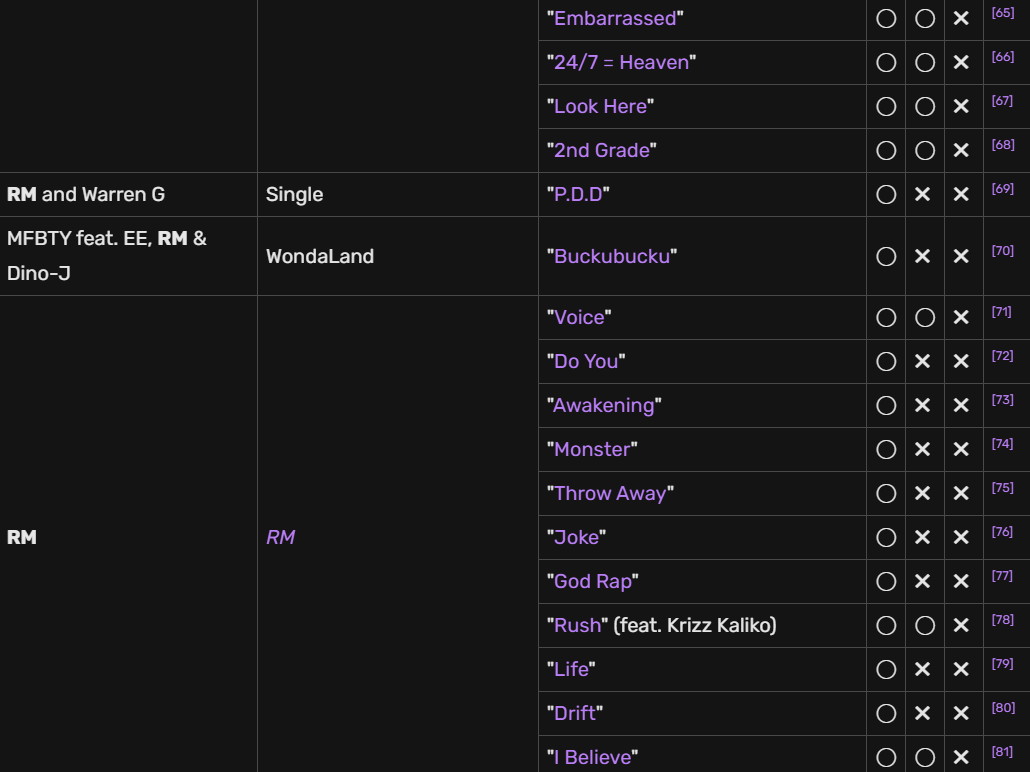 "Embarrassed" ◯ ◯ ✕ [65]
"24/7 = Heaven" ◯ ◯ ✕ [66]
"Look Here" ◯ ◯ ✕ [67]
"2nd Grade" ◯ ◯ ✕ [68]
RM and Warren G Single "P.D.D" ◯ ✕ ✕ [69]
MFBTY feat. EE, RM &
Dino-J
WondaLand "Buckubucku" ◯ ✕ ✕ [70]
RM
RM
"Voice" ◯ ◯ ✕ [71]
"Do You" ◯ ✕ ✕ [72]
"Awakening" ◯ ✕ ✕ [73]
"Monster" ◯ ✕ ✕ [74]
"Throw Away" ◯ ✕ ✕ [75]
"Joke" ◯ ✕ ✕ [76]
"God Rap" ◯ ✕ ✕ [77]
"Rush" (feat. Krizz Kaliko) ◯ ◯ ✕ [78]
"Life" ◯ ✕ ✕ [79]
"Drift" ◯ ✕ ✕ [80]
"I Believe" ◯ ◯ ✕ [81]